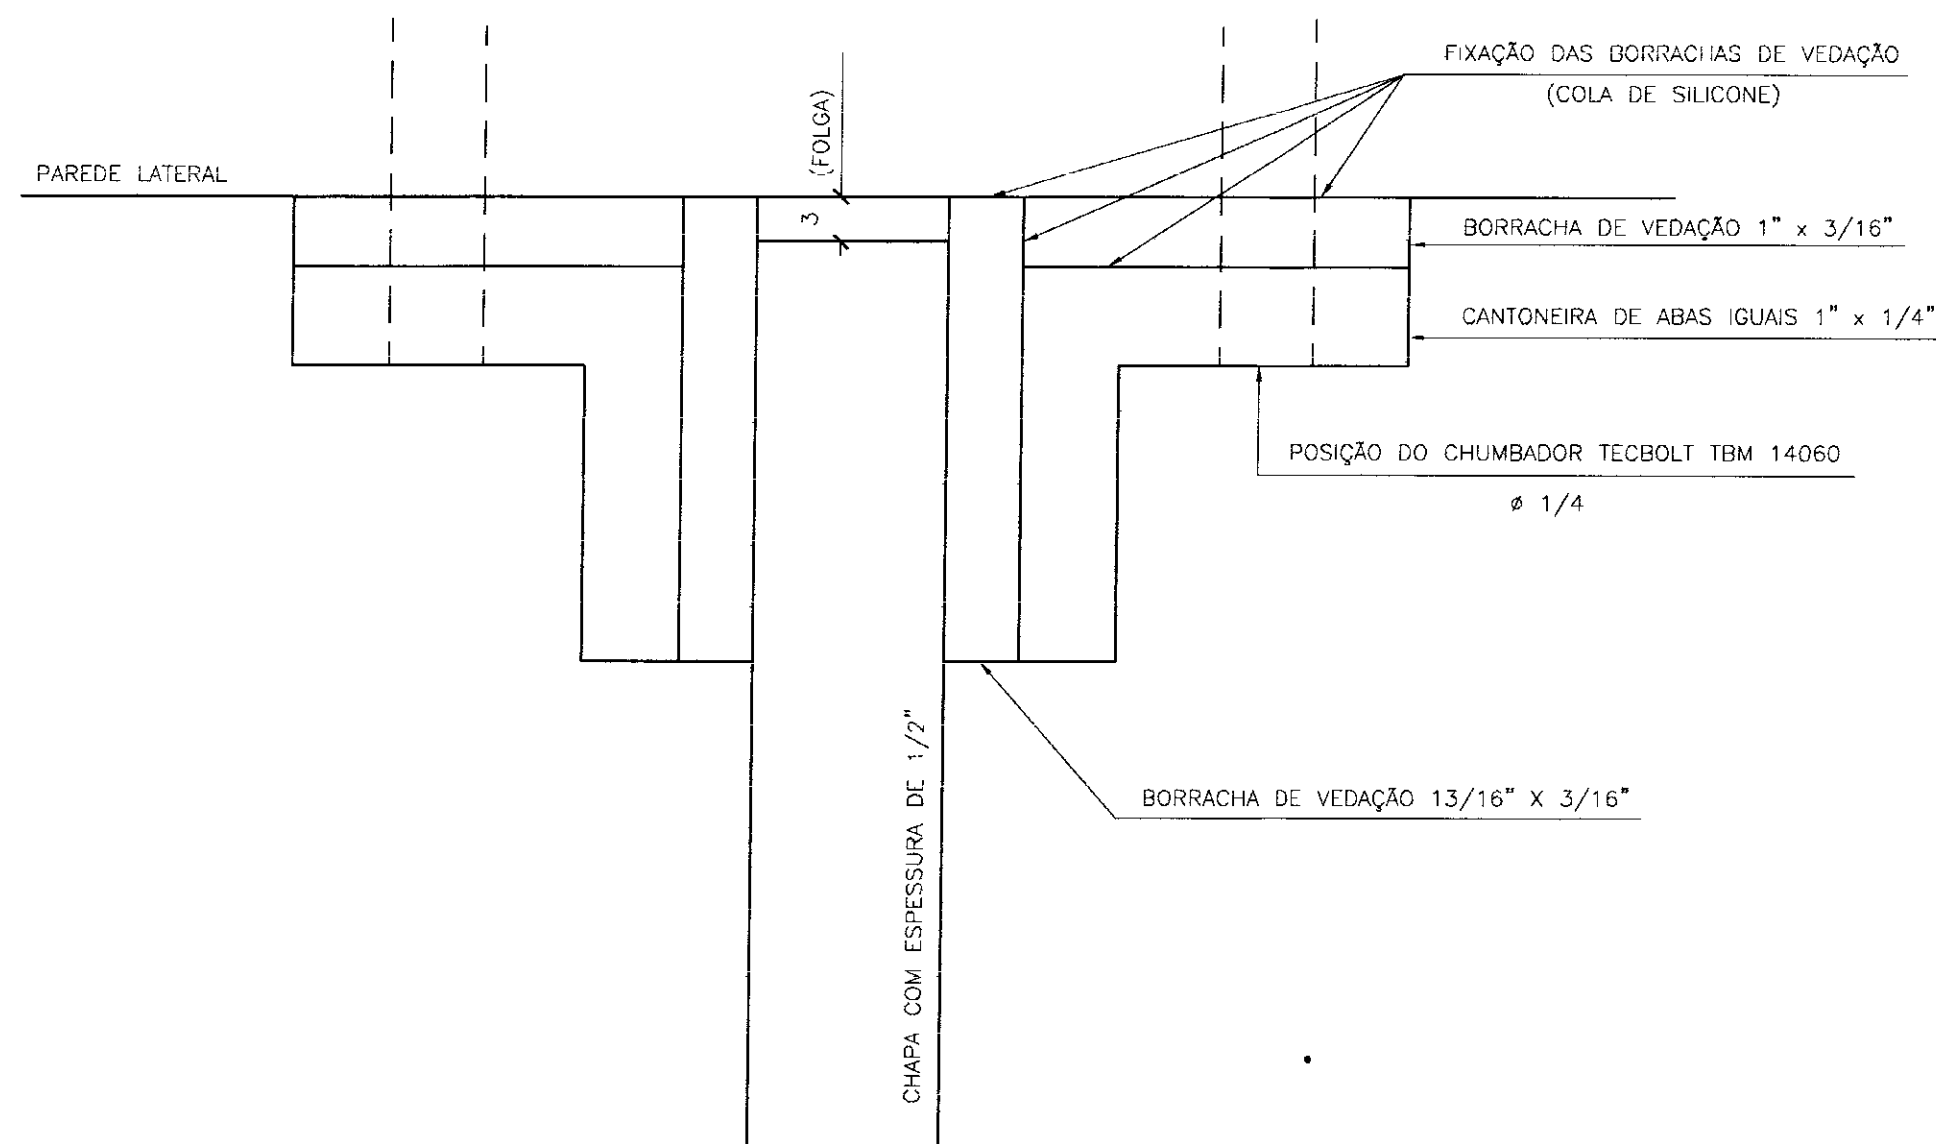 FIXAÇÃO DAS BORRACHAS DE VEDAÇÃO
(COLA DE SILICONE)
(FOLGA)
PAREDE LATERAL
3
BORRACHA DE VEDAÇÃO 1" x 3/16"
CANTONEIRA DE ABAS IGUAIS 1" x 1/4"
POSIÇÃO DO CHUMBADOR TECBOLT TBM 14060
ø 1/4
CHAPA COM ESPESSURA DE 1/2"
BORRACHA DE VEDAÇÃO 13/16" X 3/16"